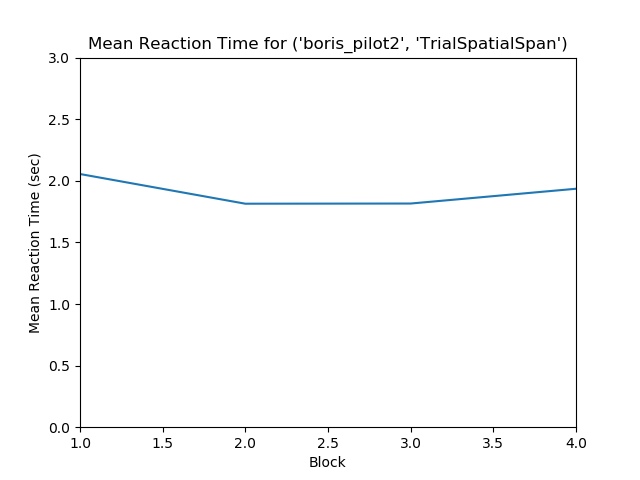 Mean Reaction Time for ('boris_pilot2', 'TrialSpatialSpan')
3.0
2.5
2.0
1.5
1.0
0.5
0.0
Mean Reaction Time (sec)
1.0 1.5 2.0 2.5 3.0 3.5 4.0
Block